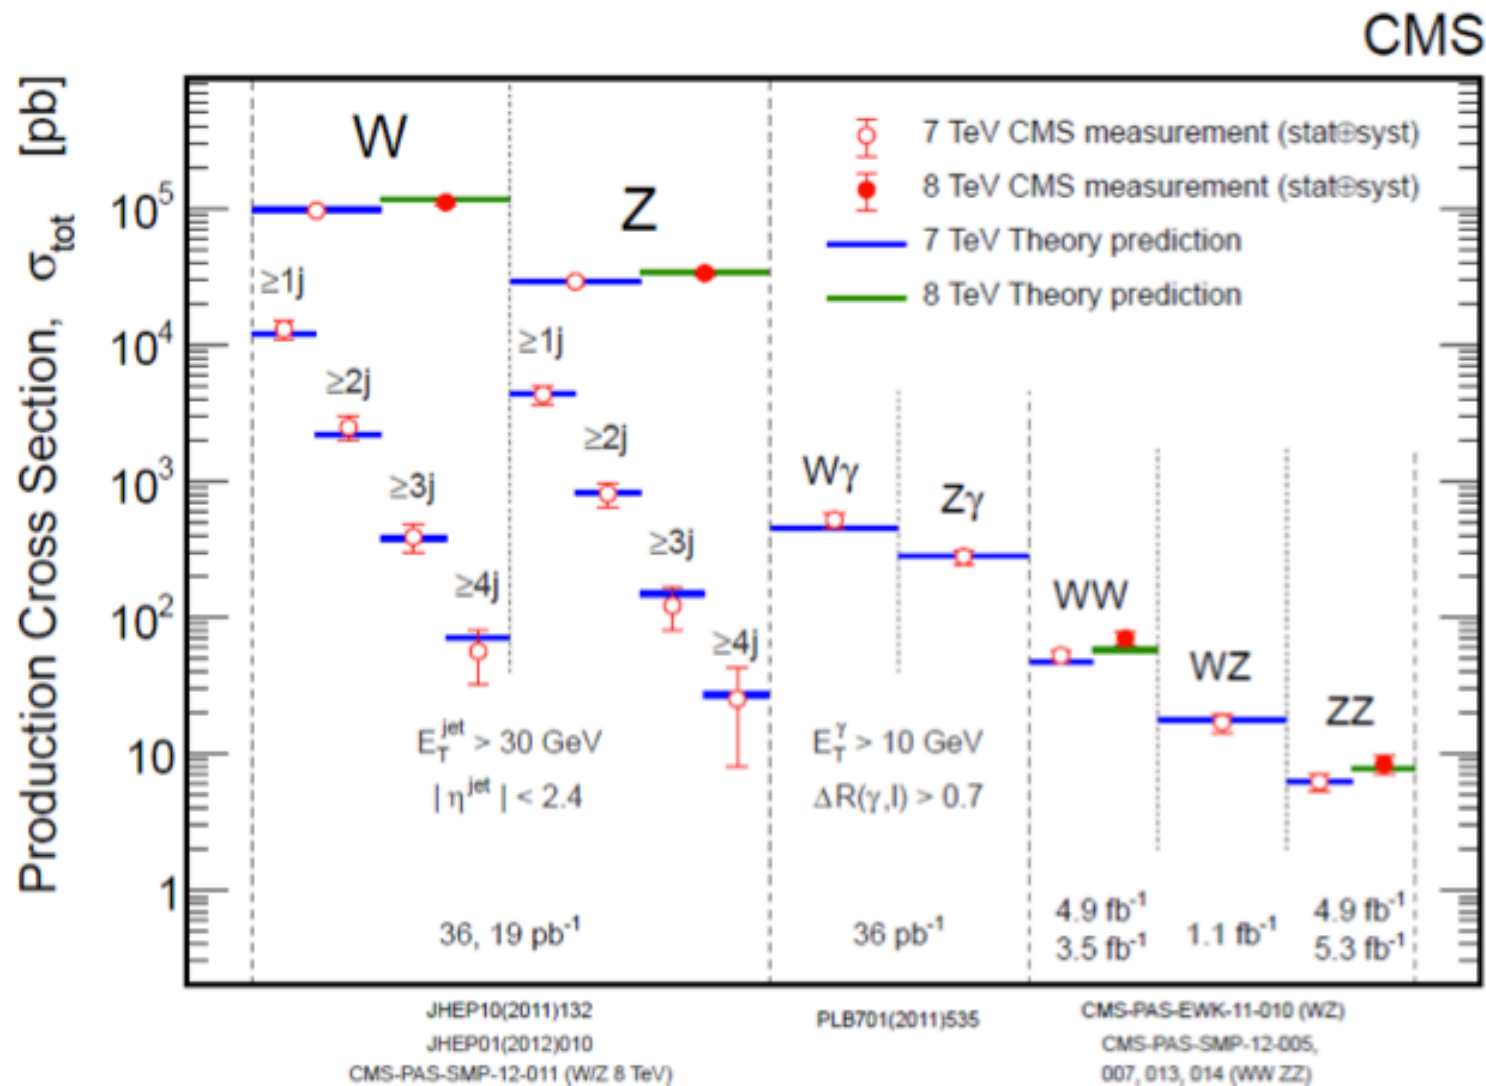 CMS
Production Cross Section, σ_tot [pb]
10^5
10^4
10^3
10^2
10
1
W
Z
7 TeV CMS measurement (stat⊕syst)
8 TeV CMS measurement (stat⊕syst)
7 TeV Theory prediction
8 TeV Theory prediction
≥1j
≥2j
≥3j
≥4j
≥1j
≥2j
≥3j
≥4j
Wγ
Zγ
WW
WZ
ZZ
E_T^jet > 30 GeV
| η^jet | < 2.4
E_T^γ > 10 GeV
ΔR(γ,l) > 0.7
36, 19 pb^-1
36 pb^-1
4.9 fb^-1
3.5 fb^-1
1.1 fb^-1
4.9 fb^-1
5.3 fb^-1
JHEP10(2011)132
JHEP01(2012)010
CMS-PAS-SMP-12-011 (W/Z 8 TeV)
PLB701(2011)535
CMS-PAS-EWK-11-010 (WZ)
CMS-PAS-SMP-12-005,
007, 013, 014 (WW ZZ)